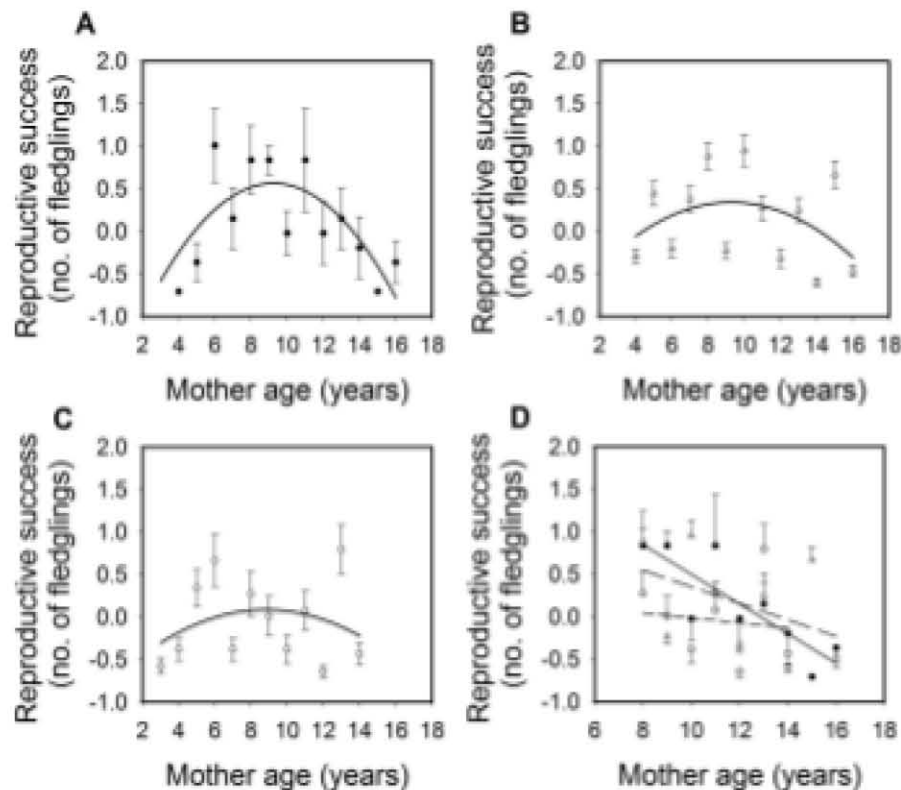 A
Reproductive success
(no. of fledglings)
2.0
1.5
1.0
0.5
0.0
-0.5
-1.0
2 4 6 8 10 12 14 16 18
Mother age (years)
B
Reproductive success
(no. of fledglings)
2.0
1.5
1.0
0.5
0.0
-0.5
-1.0
2 4 6 8 10 12 14 16 18
Mother age (years)
C
Reproductive success
(no. of fledglings)
2.0
1.5
1.0
0.5
0.0
-0.5
-1.0
2 4 6 8 10 12 14 16 18
Mother age (years)
D
Reproductive success
(no. of fledglings)
2.0
1.5
1.0
0.5
0.0
-0.5
-1.0
6 8 10 12 14 16 18
Mother age (years)